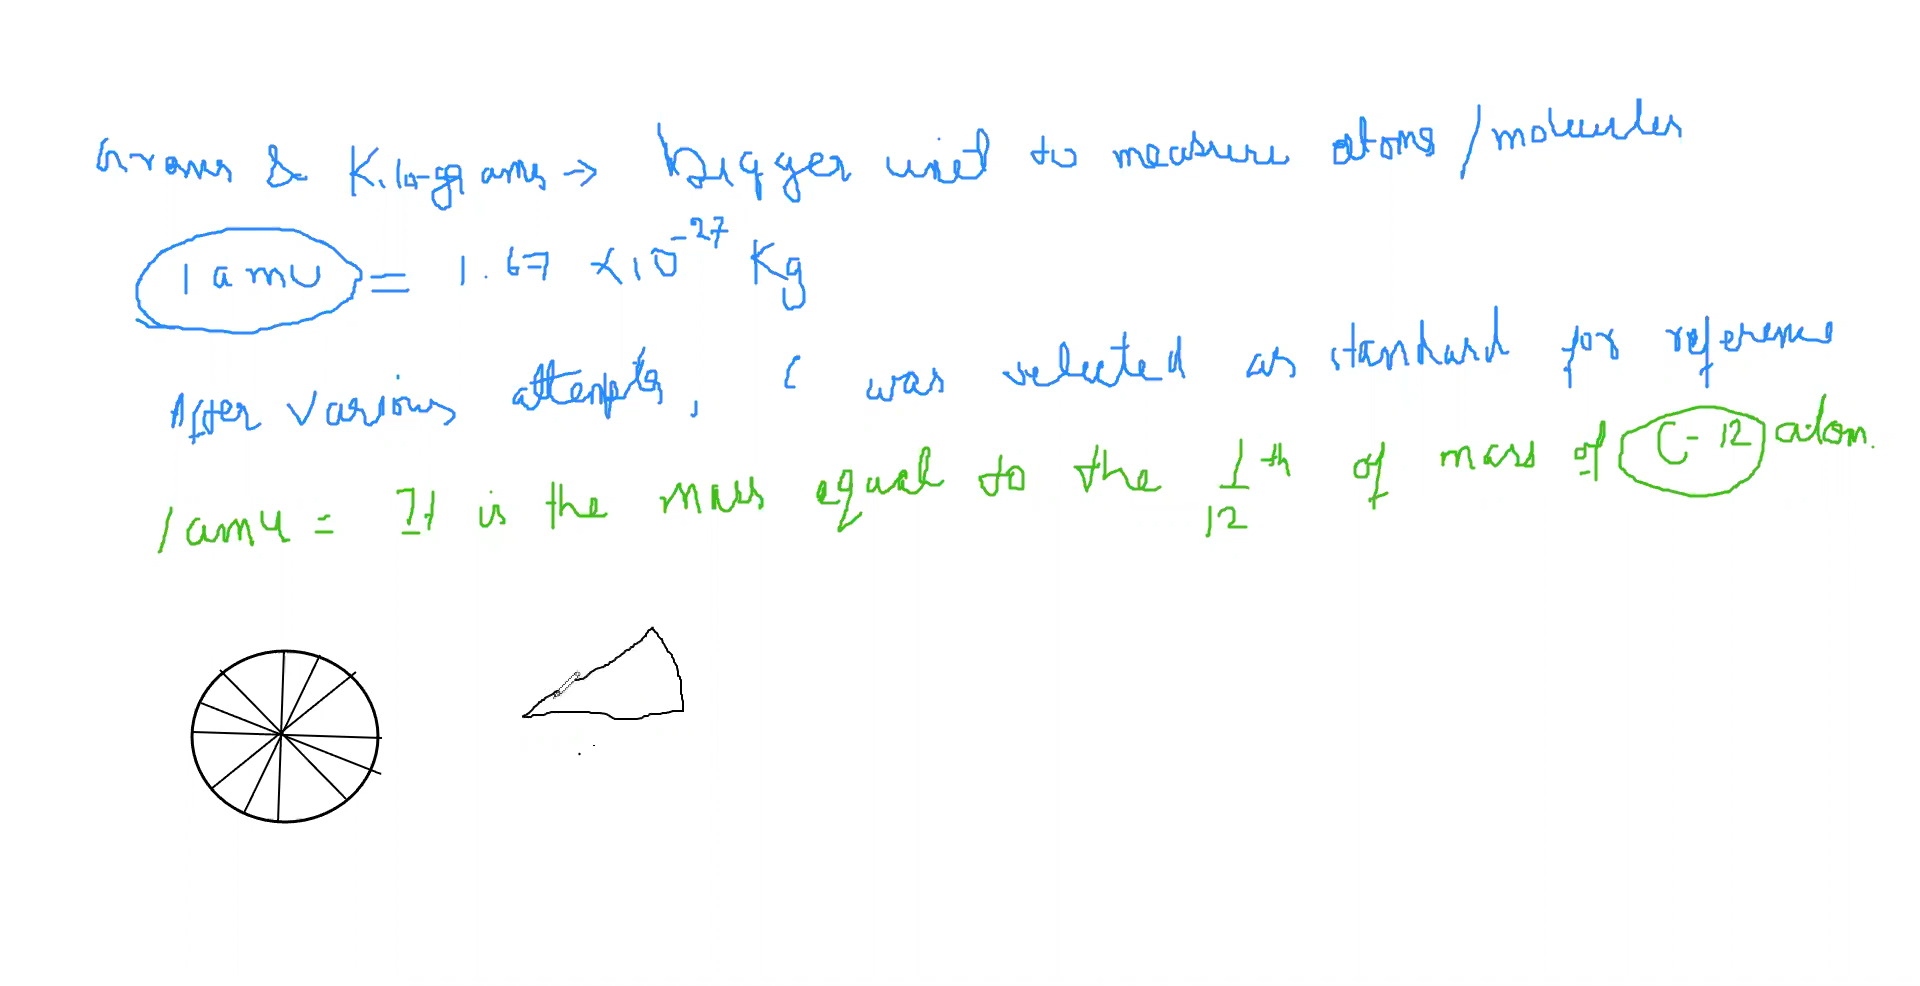 Grams & Kilograms → bigger unit to measure atoms/molecules
1 amu = 1.67 ×10⁻²⁷ Kg
After various attempts, C was selected as standard for reference
1 amu = It is the mass equal to the 1/12 th of mass of C-12 atom.